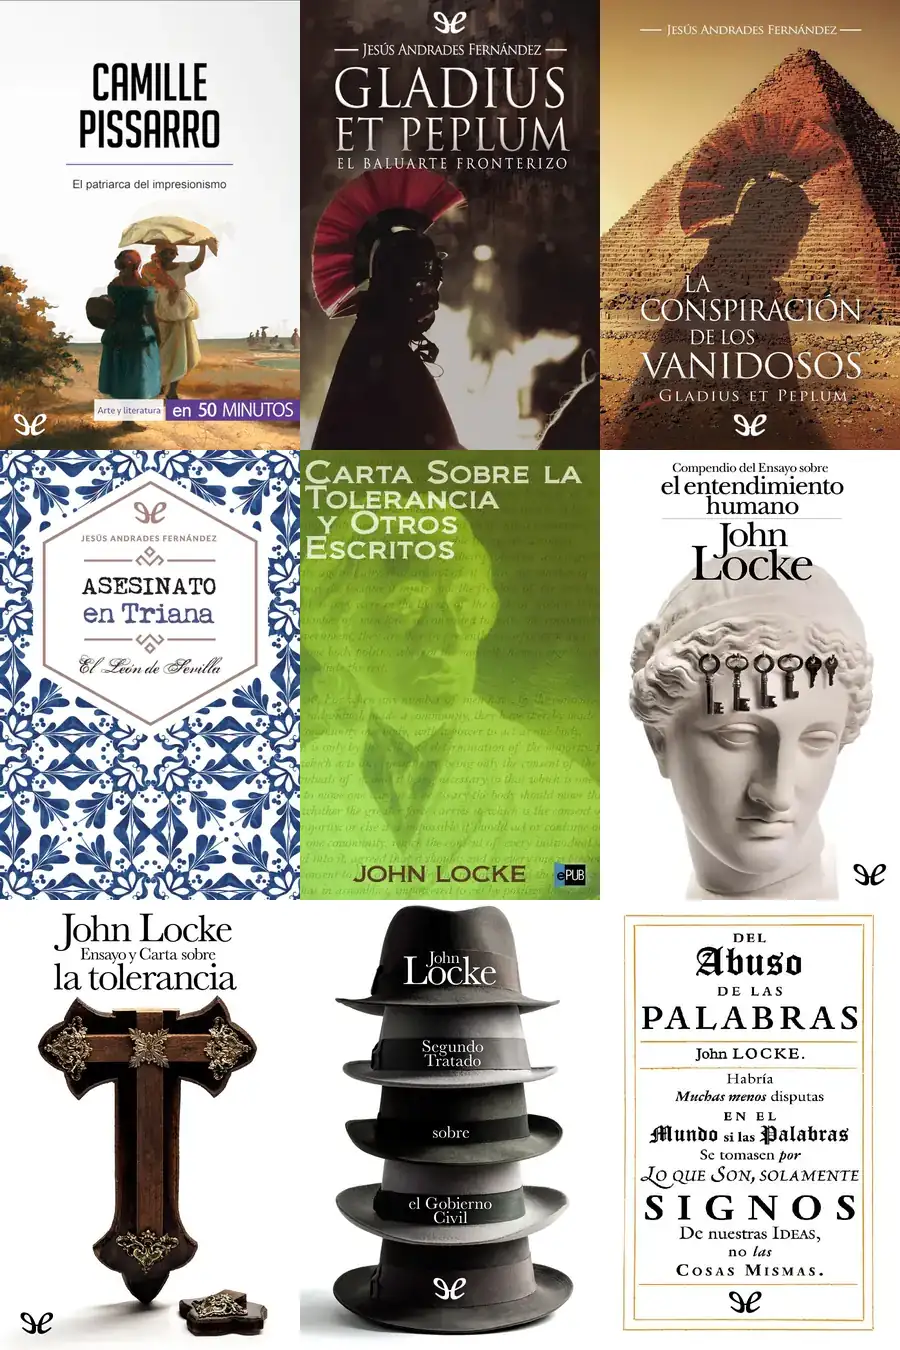 CAMILLE
PISSARRO
El patriarca del impresionismo
Arte y literatura
en 50 MINUTOS
JESÚS ANDRADES FERNÁNDEZ
GLADIUS
ET PEPLUM
EL BALUARTE FRONTERIZO
JESÚS ANDRADES FERNÁNDEZ
LA
CONSPIRACIÓN
DE LOS
VANIDOSOS
GLADIUS ET PEPLUM
JESÚS ANDRADES FERNÁNDEZ
ASESINATO
en Triana
El León de Sevilla
CARTA SOBRE LA
TOLERANCIA
Y OTROS
ESCRITOS
JOHN LOCKE
ePUB
Compendio del Ensayo sobre
el entendimiento
humano
John
Locke
John Locke
Ensayo y Carta sobre
la tolerancia
John
Locke
Segundo
Tratado
sobre
el Gobierno
Civil
DEL
Abuso
DE LAS
PALABRAS
John LOCKE.
Habría
Muchas menos disputas
EN EL
Mundo si las Palabras
Se tomasen por
LO QUE SON, SOLAMENTE
SIGNOS
De nuestras IDEAS,
no las
COSAS MISMAS.